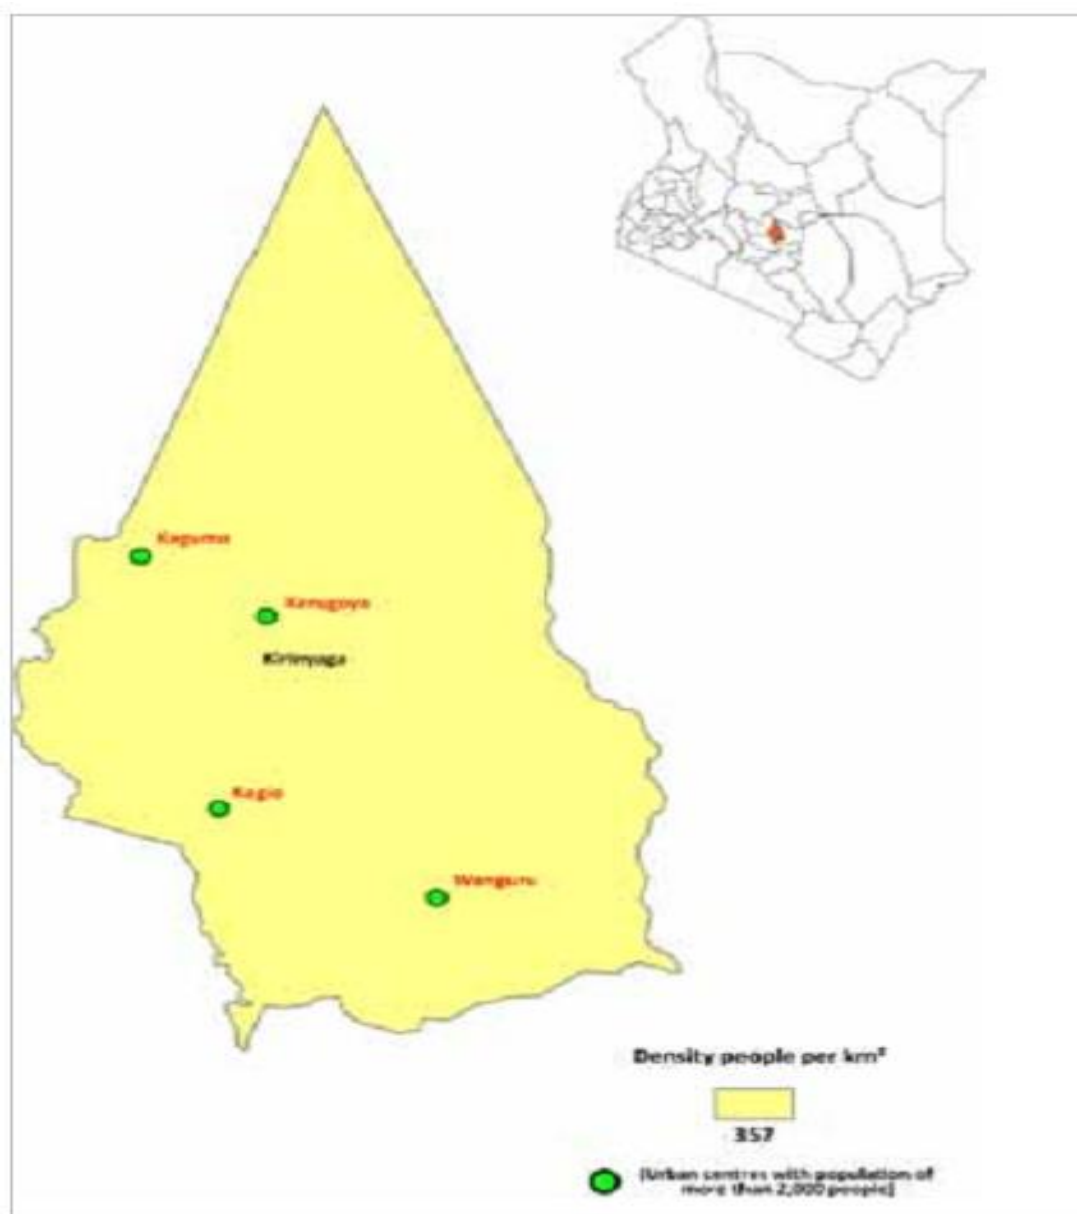 Kagumo
Kerugoya
Kirinyaga
Kagio
Wanguru
Density people per km²
357
(Urban centres with population of
more than 2,000 people)